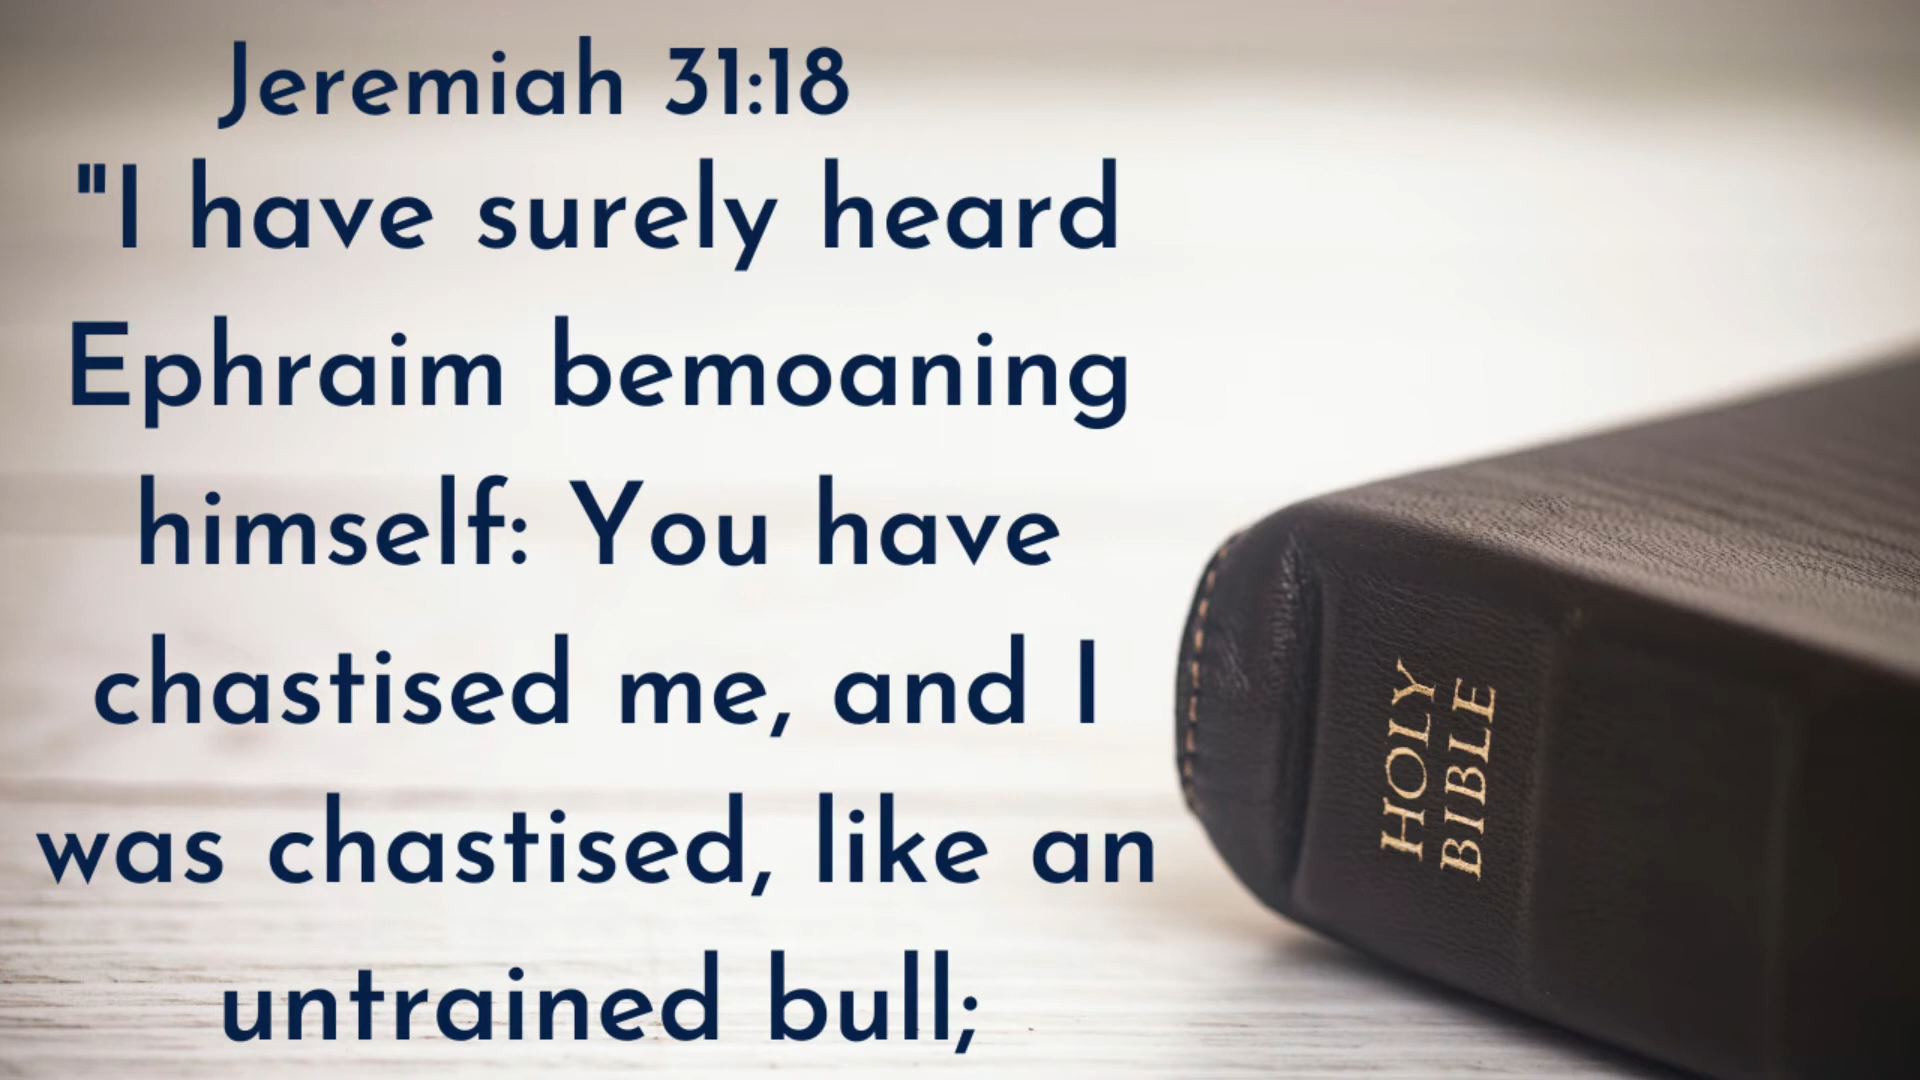 Jeremiah 31:18
"I have surely heard
Ephraim bemoaning
himself: You have
chastised me, and I
was chastised, like an
untrained bull;
HOLY
BIBLE